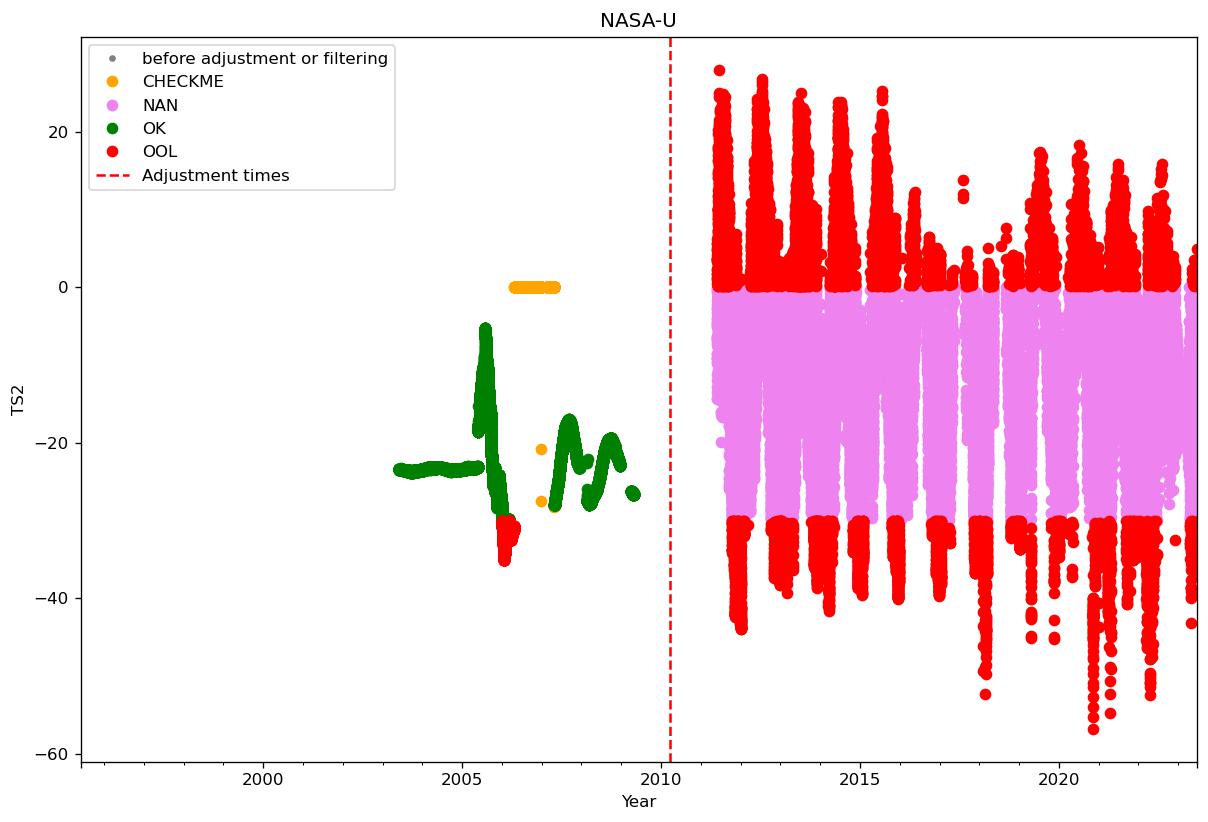 NASA-U
before adjustment or filtering
CHECKME
NAN
OK
OOL
Adjustment times
20
0
−20
−40
−60
TS2
2000
2005
2010
2015
2020
Year